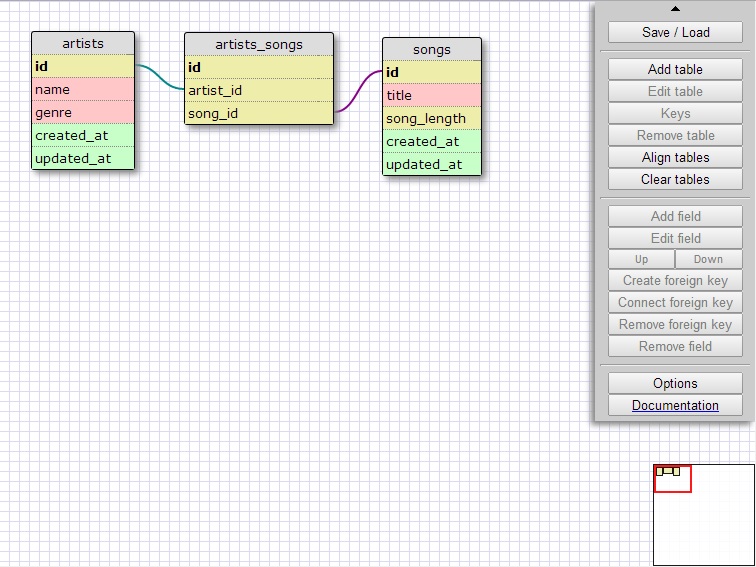 artists
id
name
genre
created_at
updated_at
artists_songs
id
artist_id
song_id
songs
id
title
song_length
created_at
updated_at
Save / Load
Add table
Edit table
Keys
Remove table
Align tables
Clear tables
Add field
Edit field
Up Down
Create foreign key
Connect foreign key
Remove foreign key
Remove field
Options
Documentation